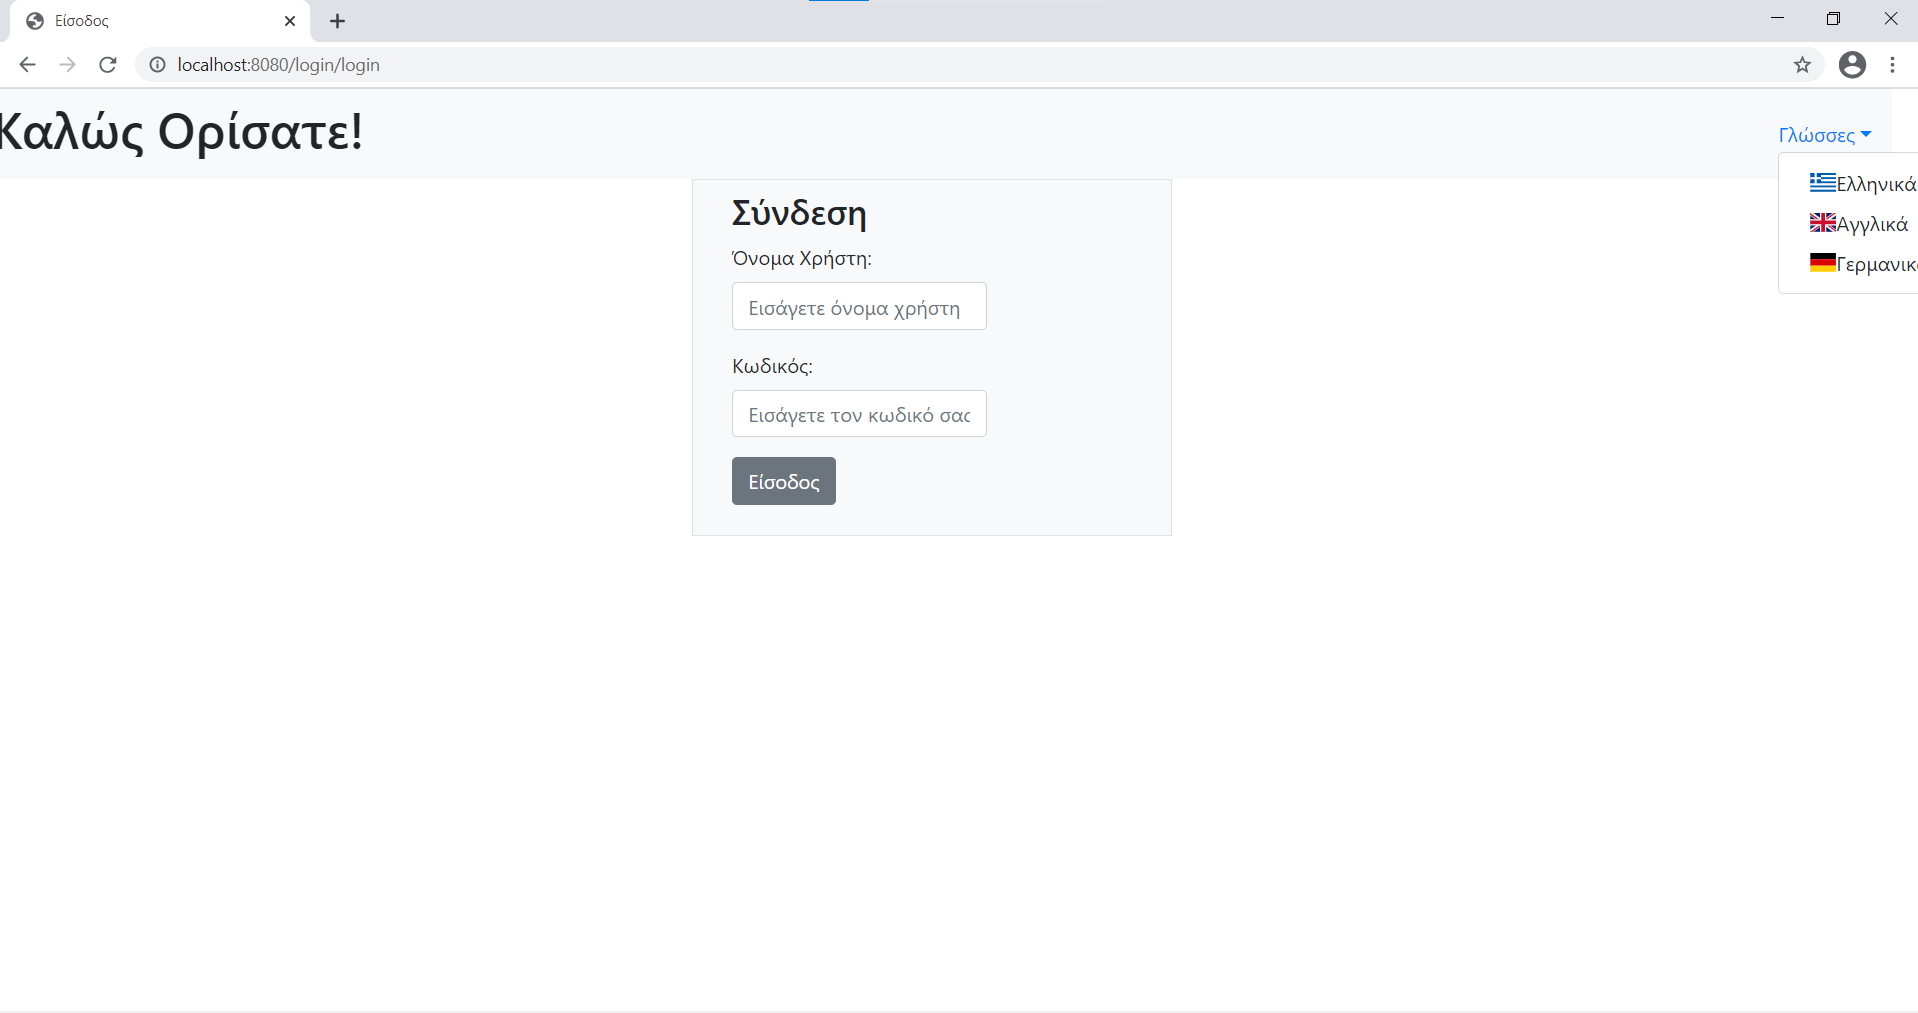 Είσοδος
localhost:8080/login/login
Καλώς Ορίσατε!
Γλώσσες
Ελληνικά
Αγγλικά
Γερμανικ
Σύνδεση
Όνομα Χρήστη:
Εισάγετε όνομα χρήστη
Κωδικός:
Εισάγετε τον κωδικό σας
Είσοδος